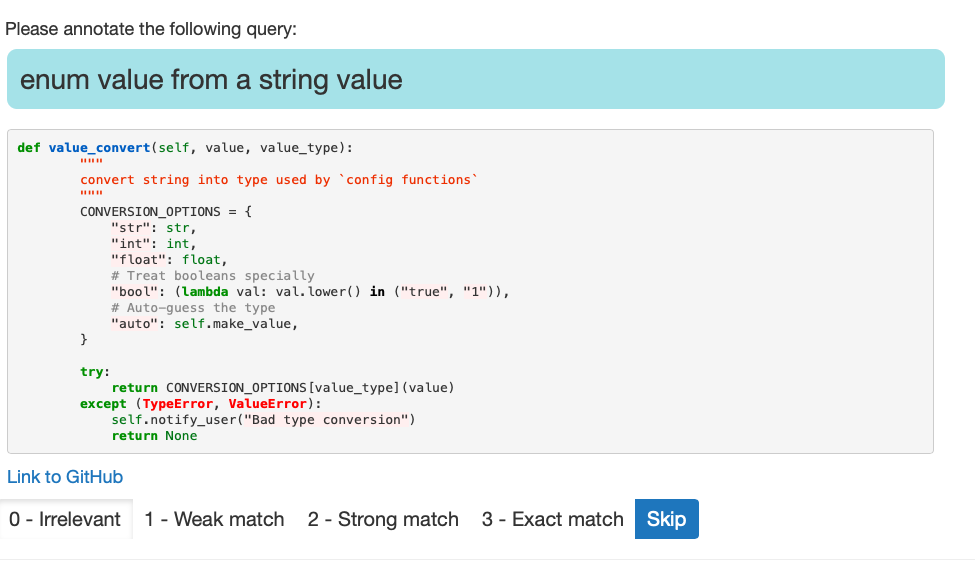 Please annotate the following query:
enum value from a string value
def value_convert(self, value, value_type):
        """
        convert string into type used by `config functions`
        """
        CONVERSION_OPTIONS = {
            "str": str,
            "int": int,
            "float": float,
            # Treat booleans specially
            "bool": (lambda val: val.lower() in ("true", "1")),
            # Auto-guess the type
            "auto": self.make_value,
        }

        try:
            return CONVERSION_OPTIONS[value_type](value)
        except (TypeError, ValueError):
            self.notify_user("Bad type conversion")
            return None
Link to GitHub
0 - Irrelevant 1 - Weak match 2 - Strong match 3 - Exact match Skip